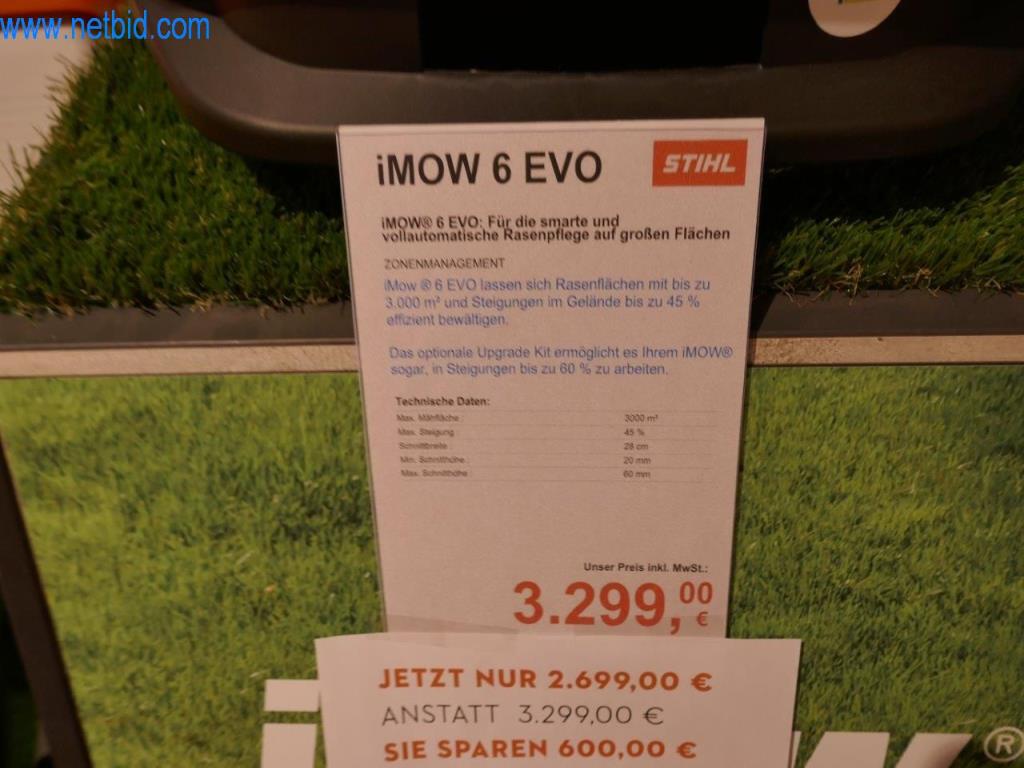 www.netbid.com
iMOW 6 EVO
STIHL
iMOW® 6 EVO: Für die smarte und
vollautomatische Rasenpflege auf großen Flächen
ZONENMANAGEMENT
iMow ® 6 EVO lassen sich Rasenflächen mit bis zu
3.000 m² und Steigungen im Gelände bis zu 45 %
effizient bewältigen.
Das optionale Upgrade Kit ermöglicht es Ihrem iMOW®
sogar, in Steigungen bis zu 60 % zu arbeiten.
Technische Daten:
Max. Mähfläche : 3000 m²
Max. Steigung : 45 %
Schnittbreite : 28 cm
Min. Schnitthöhe : 20 mm
Max. Schnitthöhe : 60 mm
Unser Preis inkl. MwSt.:
3.299,00 €
JETZT NUR 2.699,00 €
ANSTATT 3.299,00 €
SIE SPAREN 600,00 €
®